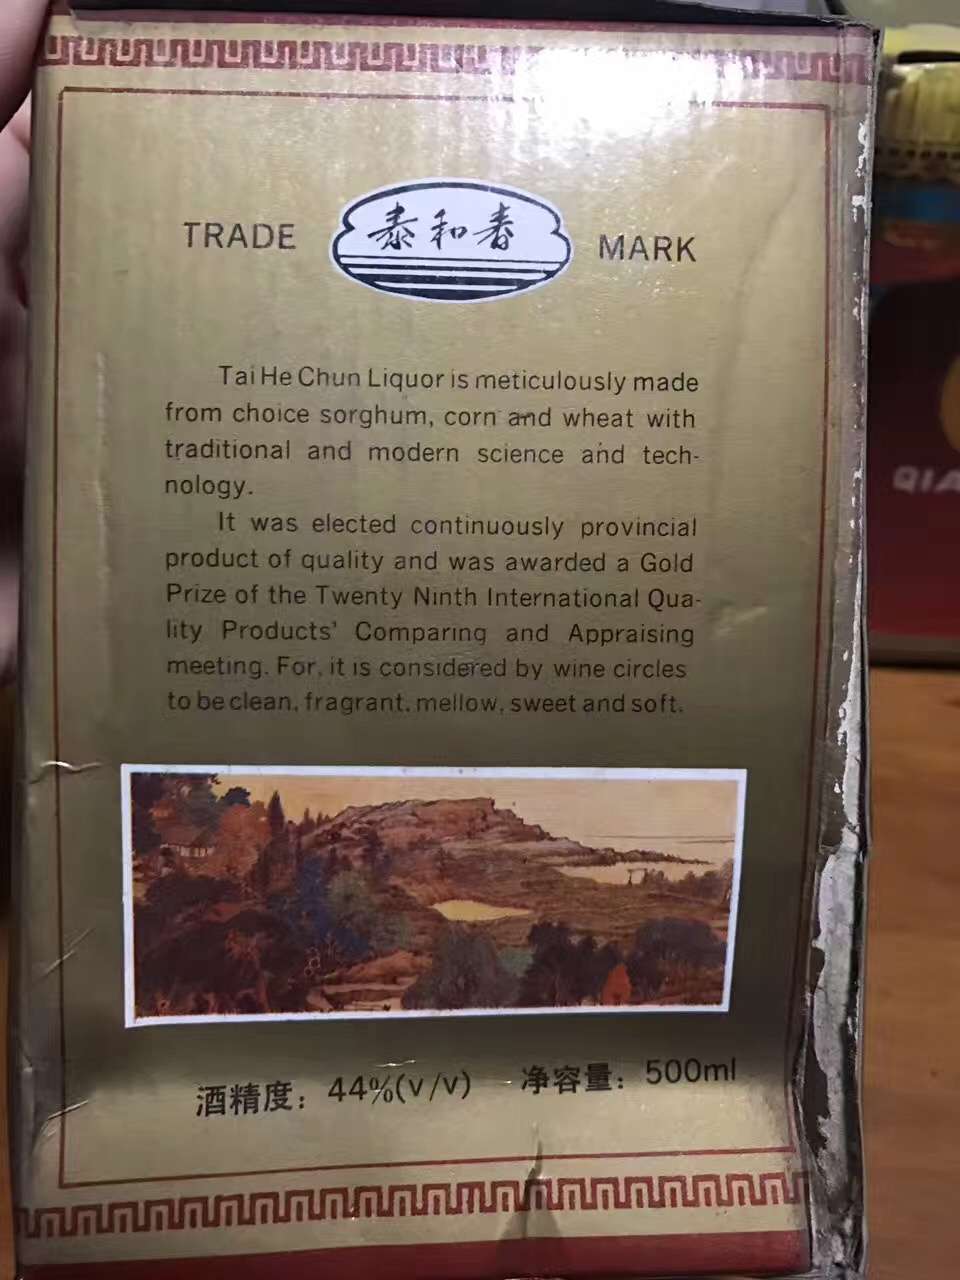 TRADE 泰和春 MARK
Tai He Chun Liquor is meticulously made
from choice sorghum, corn and wheat with
traditional and modern science and tech-
nology.
It was elected continuously provincial
product of quality and was awarded a Gold
Prize of the Twenty Ninth International Qua-
lity Products' Comparing and Appraising
meeting. For, it is considered by wine circles
to be clean, fragrant, mellow, sweet and soft.
酒精度：44%(v/v) 净容量：500ml
QIA